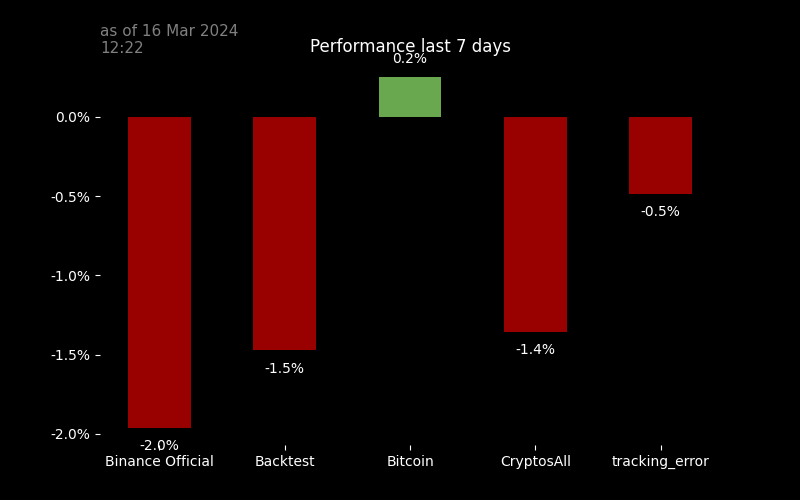 as of 16 Mar 2024
12:22
Performance last 7 days
0.2%
0.0%
-0.5%
-0.5%
-1.0%
-1.4%
-1.5%
-1.5%
-2.0%
-2.0%
Binance Official
Backtest
Bitcoin
CryptosAll
tracking_error